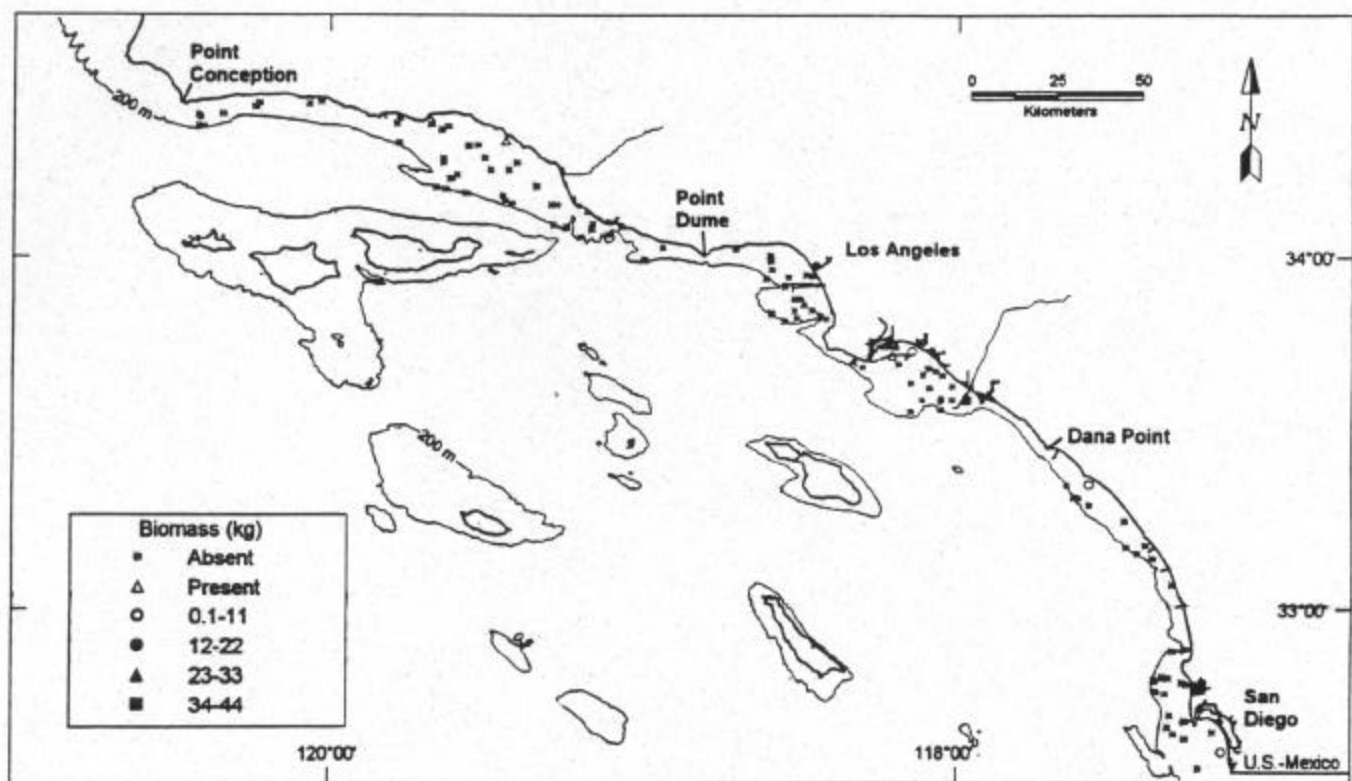 Point
Conception
0 25 50
Kilometers
N
200 m
Point
Dume
Los Angeles
34°00'
Dana Point
200 m
Biomass (kg)
Absent
Present
0.1-11
12-22
23-33
34-44
33°00'
San
Diego
U.S.-Mexico
120°00'
118°00'